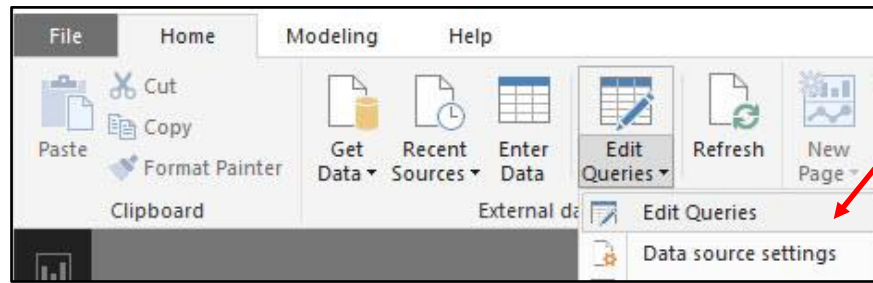 File Home Modeling Help
Cut
Copy
Format Painter
Paste
Clipboard
Get Data
Recent Sources
Enter Data
Edit Queries
Refresh
New Page
External da
Edit Queries
Data source settings